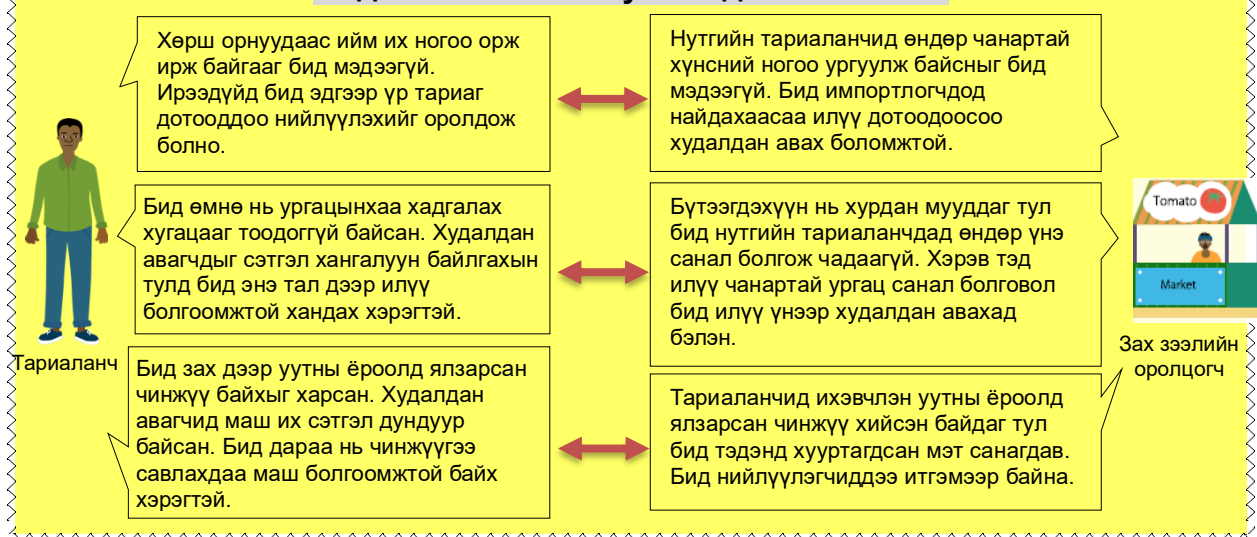 Хөрш орнуудаас ийм их ногоо орж
ирж байгааг бид мэдээгүй.
Ирээдүйд бид эдгээр үр тариаг
дотооддоо нийлүүлэхийг оролдож
болно.
Нутгийн тариаланчид өндөр чанартай
хүнсний ногоо ургуулж байсныг бид
мэдээгүй. Бид импортлогчдод
найдахаасаа илүү дотоодоосоо
худалдан авах боломжтой.
Бид өмнө нь ургацынхаа хадгалах
хугацааг тоодоггүй байсан. Худалдан
авагчдыг сэтгэл хангалуун байлгахын
тулд бид энэ тал дээр илүү
болгоомжтой хандах хэрэгтэй.
Бүтээгдэхүүн нь хурдан мууддаг тул
бид нутгийн тариаланчдад өндөр үнэ
санал болгож чадаагүй. Хэрэв тэд
илүү чанартай ургац санал болговол
бид илүү үнээр худалдан авахад
бэлэн.
Tomato
Market
Тариаланч
Зах зээлийн
оролцогч
Бид зах дээр уутны ёроолд ялзарсан
чинжүү байхыг харсан. Худалдан
авагчид маш их сэтгэл дундуур
байсан. Бид дараа нь чинжүүгээ
савлахдаа маш болгоомжтой байх
хэрэгтэй.
Тариаланчид ихэвчлэн уутны ёроолд
ялзарсан чинжүү хийсэн байдаг тул
бид тэдэнд хууртагдсан мэт санагдав.
Бид нийлүүлэгчиддээ итгэмээр байна.